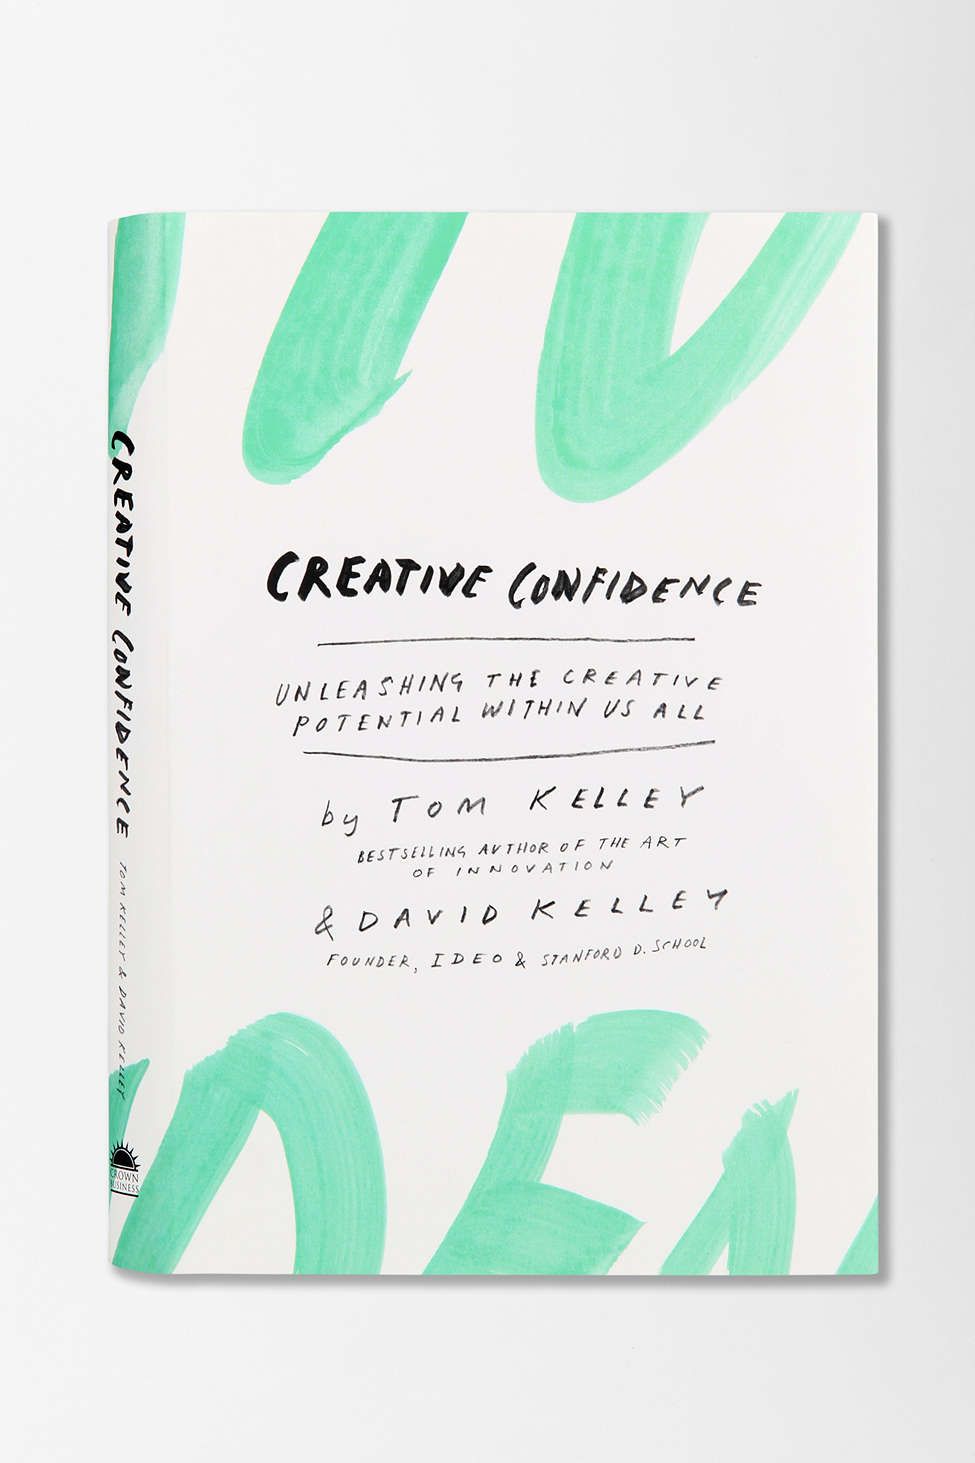 CREATIVE CONFIDENCE
UNLEASHING THE CREATIVE
POTENTIAL WITHIN US ALL
by TOM KELLEY
BESTSELLING AUTHOR OF THE ART
OF INNOVATION
& DAVID KELLEY
FOUNDER, IDEO & STANFORD D. SCHOOL
CREATIVE CONFIDENCE
TOM KELLEY & DAVID KELLEY
CROWN
BUSINESS